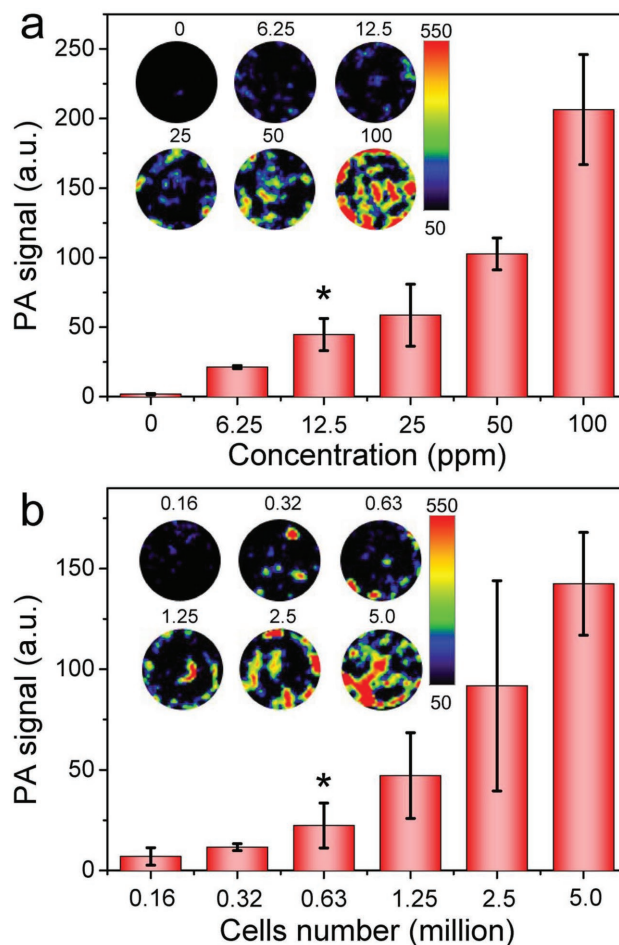 a
250
200
150
100
50
0
PA signal (a.u.)
0 6.25 12.5
25 50 100
550
50
*
0 6.25 12.5 25 50 100
Concentration (ppm)
b
150
100
50
0
PA signal (a.u.)
0.16 0.32 0.63
1.25 2.5 5.0
550
50
*
0.16 0.32 0.63 1.25 2.5 5.0
Cells number (million)